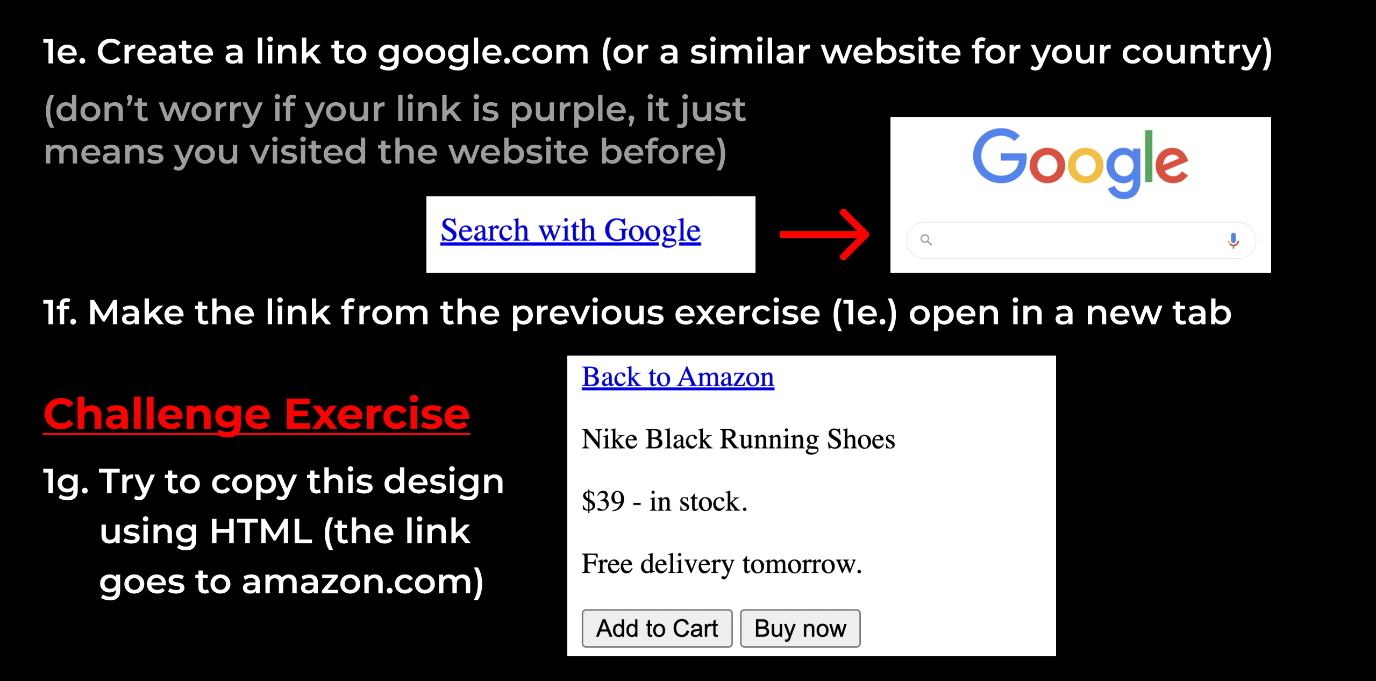 1e. Create a link to google.com (or a similar website for your country)
(don’t worry if your link is purple, it just
means you visited the website before)
Search with Google
Google
1f. Make the link from the previous exercise (1e.) open in a new tab
Challenge Exercise
1g. Try to copy this design
using HTML (the link
goes to amazon.com)
Back to Amazon
Nike Black Running Shoes
$39 - in stock.
Free delivery tomorrow.
Add to Cart Buy now